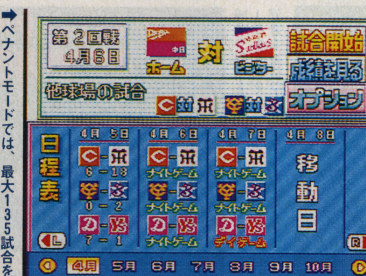 ➡ペナントモードでは、最大135試合を
第2回戦
4月6日
中日
ホーム
対
ビジター
試合開始
成績を見る
オプション
他球場の試合
C対
対
日程表
4月5日
4月6日
4月7日
4月8日
C-
6-13
0-2
D-YS
7-1
C-
ナイトゲーム
ナイトゲーム
D-YS
ナイトゲーム
C-
ナイトゲーム
ナイトゲーム
D-YS
デイゲーム
移動日
L
R
4月 5月 6月 7月 8月 9月 10月